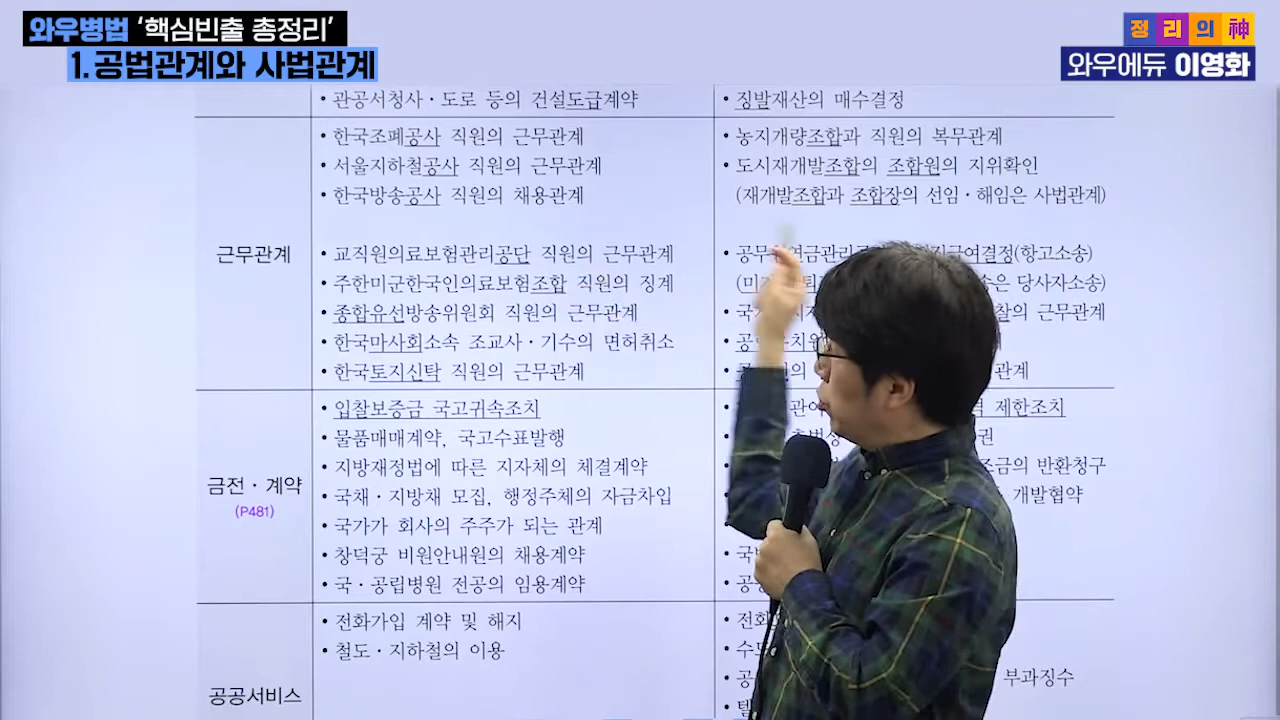 와우병법 '핵심빈출 총정리'
1. 공법관계와 사법관계
정리의神
와우에듀 이영화
• 관공서청사 · 도로 등의 건설도급계약
• 징발재산의 매수결정
근무관계
• 한국조폐공사 직원의 근무관계
• 서울지하철공사 직원의 근무관계
• 한국방송공사 직원의 채용관계
• 교직원의료보험관리공단 직원의 근무관계
• 주한미군한국인의료보험조합 직원의 징계
• 종합유선방송위원회 직원의 근무관계
• 한국마사회소속 조교사 · 기수의 면허취소
• 한국토지신탁 직원의 근무관계
• 농지개량조합과 직원의 복무관계
• 도시재개발조합의 조합원의 지위확인
(재개발조합과 조합장의 선임 · 해임은 사법관계)
급여결정(항고소송)
당사자소송)
근무관계
관계
금전 · 계약
(P481)
• 입찰보증금 국고귀속조치
• 물품매매계약, 국고수표발행
• 지방재정법에 따른 지자체의 체결계약
• 국채 · 지방채 모집, 행정주체의 자금차입
• 국가가 회사의 주주가 되는 관계
• 창덕궁 비원안내원의 채용계약
• 국 · 공립병원 전공의 임용계약
제한조치
반환청구
개발협약
공공서비스
• 전화가입 계약 및 해지
• 철도 · 지하철의 이용
부과징수